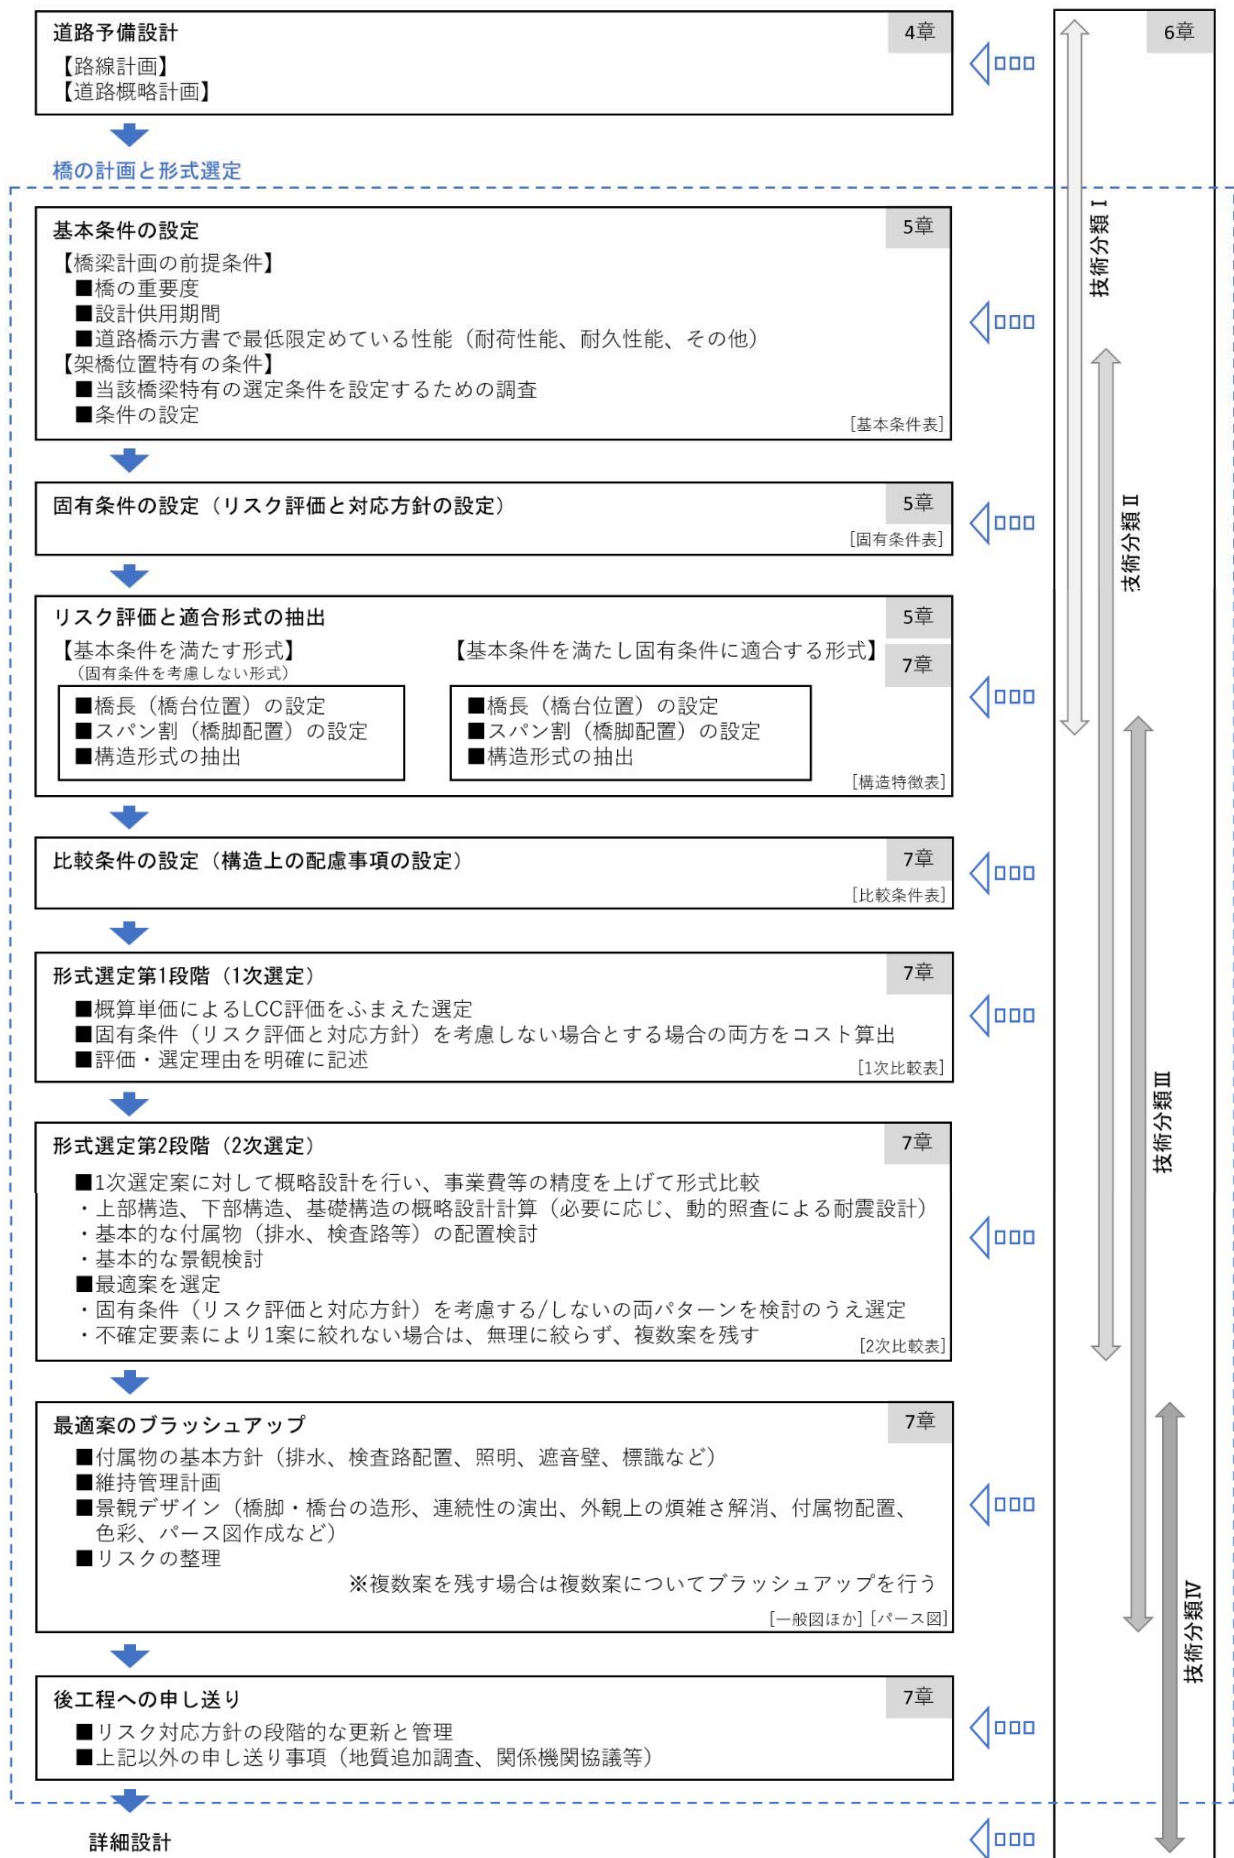 道路予備設計
4章
【路線計画】
【道路概略計画】
橋の計画と形式選定
基本条件の設定
5章
【橋梁計画の前提条件】
■橋の重要度
■設計供用期間
■道路橋示方書で最低限定めている性能（耐荷性能、耐久性能、その他）
【架橋位置特有の条件】
■当該橋梁特有の選定条件を設定するための調査
■条件の設定
[基本条件表]
固有条件の設定（リスク評価と対応方針の設定）
5章
[固有条件表]
リスク評価と適合形式の抽出
5章
7章
【基本条件を満たす形式】
（固有条件を考慮しない形式）
■橋長（橋台位置）の設定
■スパン割（橋脚配置）の設定
■構造形式の抽出
【基本条件を満たし固有条件に適合する形式】
■橋長（橋台位置）の設定
■スパン割（橋脚配置）の設定
■構造形式の抽出
[構造特徴表]
比較条件の設定（構造上の配慮事項の設定）
7章
[比較条件表]
形式選定第1段階（1次選定）
7章
■概算単価によるLCC評価をふまえた選定
■固有条件（リスク評価と対応方針）を考慮しない場合とする場合の両方をコスト算出
■評価・選定理由を明確に記述
[1次比較表]
形式選定第2段階（2次選定）
7章
■1次選定案に対して概略設計を行い、事業費等の精度を上げて形式比較
・上部構造、下部構造、基礎構造の概略設計計算（必要に応じ、動的照査による耐震設計）
・基本的な付属物（排水、検査路等）の配置検討
・基本的な景観検討
■最適案を選定
・固有条件（リスク評価と対応方針）を考慮する/しないの両パターンを検討のうえ選定
・不確定要素により1案に絞れない場合は、無理に絞らず、複数案を残す
[2次比較表]
最適案のブラッシュアップ
7章
■付属物の基本方針（排水、検査路配置、照明、遮音壁、標識など）
■維持管理計画
■景観デザイン（橋脚・橋台の造形、連続性の演出、外観上の煩雑さ解消、付属物配置、
色彩、パース図作成など）
■リスクの整理
※複数案を残す場合は複数案についてブラッシュアップを行う
[一般図ほか] [パース図]
後工程への申し送り
7章
■リスク対応方針の段階的な更新と管理
■上記以外の申し送り事項（地質追加調査、関係機関協議等）
詳細設計
6章
技術分類Ⅰ
技術分類Ⅱ
技術分類Ⅲ
技術分類Ⅳ